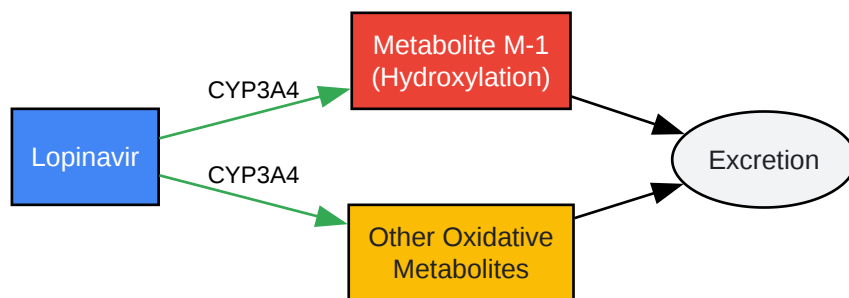 Metabolite M-1
(Hydroxylation)
CYP3A4
Lopinavir
Excretion
CYP3A4
Other Oxidative
Metabolites